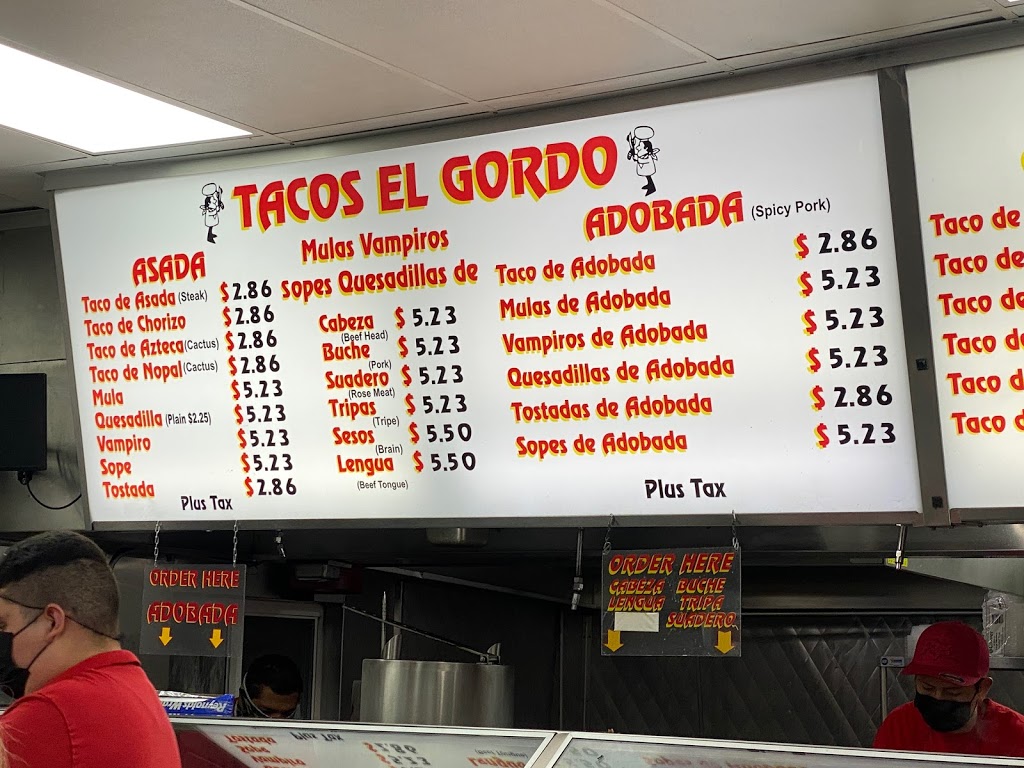 TACOS EL GORDO
ASADA
Taco de Asada (Steak) $2.86
Taco de Chorizo $2.86
Taco de Azteca (Cactus) $2.86
Taco de Nopal (Cactus) $2.86
Mula $5.23
Quesadilla (Plain $2.25) $5.23
Vampiro $5.23
Sope $5.23
Tostada $2.86
Plus Tax
Mulas Vampiros
Sopes Quesadillas de
Cabeza $5.23
(Beef Head)
Buche $5.23
(Pork)
Suadero $5.23
(Rose Meat)
Tripas $5.23
(Tripe)
Sesos $5.50
(Brain)
Lengua $5.50
(Beef Tongue)
ADOBADA (Spicy Pork)
Taco de Adobada $2.86
Mulas de Adobada $5.23
Vampiros de Adobada $5.23
Quesadillas de Adobada $5.23
Tostadas de Adobada $2.86
Sopes de Adobada $5.23
Plus Tax
Taco de
Taco de
Taco de
Taco de
Taco de
Taco d
ORDER HERE
ADOBADA
ORDER HERE
CABEZA BUCHE
LENGUA TRIPA
SUADERO
Reynolds Wra